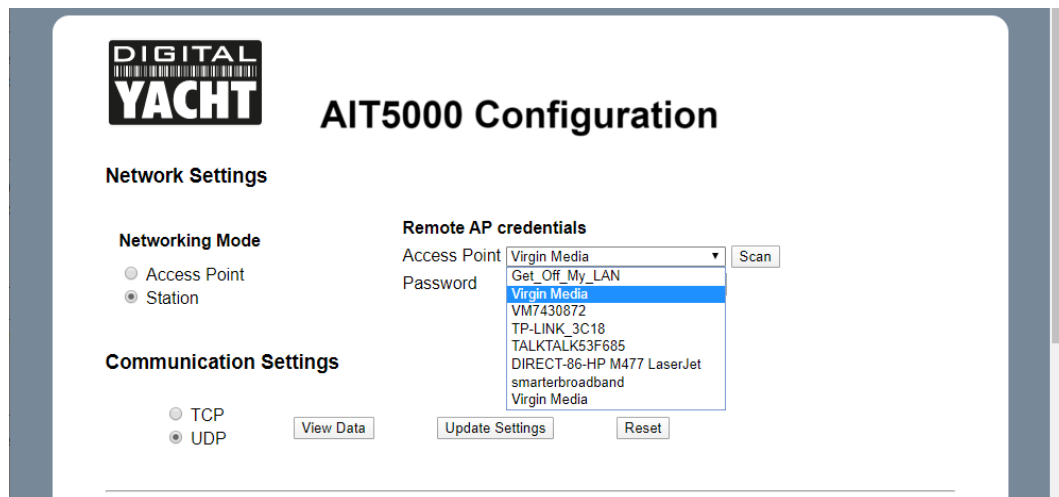 DIGITAL
YACHT
AIT5000 Configuration
Network Settings
Networking Mode
Access Point
Station
Remote AP credentials
Access Point Virgin Media Scan
Password
Get_Off_My_LAN
Virgin Media
VM7430872
TP-LINK_3C18
TALKTALK53F685
DIRECT-86-HP M477 LaserJet
smarterbroadband
Virgin Media
Communication Settings
TCP
UDP
View Data Update Settings Reset